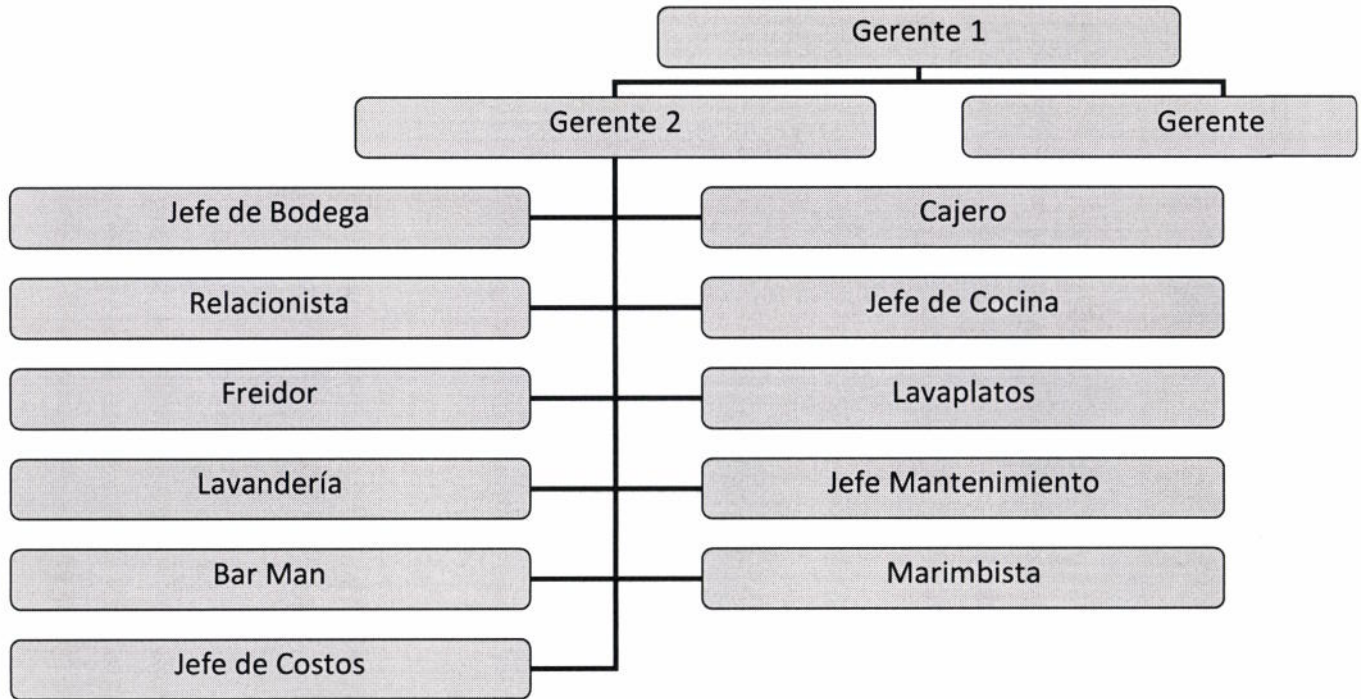 Gerente 1
Gerente 2
Gerente
Jefe de Bodega
Cajero
Relacionista
Jefe de Cocina
Freidor
Lavaplatos
Lavandería
Jefe Mantenimiento
Bar Man
Marimbista
Jefe de Costos